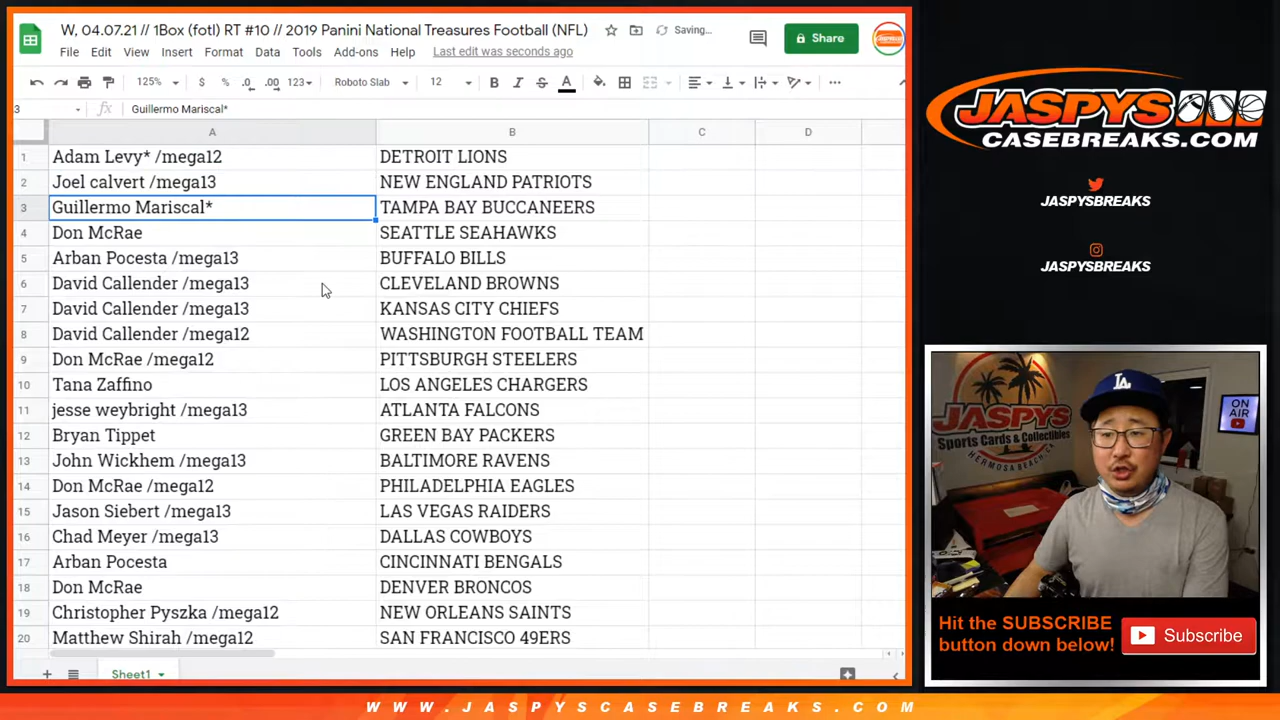 W, 04.07.21 // 1Box (fotl) RT #10 // 2019 Panini National Treasures Football (NFL)
Saving...
File Edit View Insert Format Data Tools Add-ons Help Last edit was seconds ago
Share
125% $ % .0 .00 123 Roboto Slab 12 B I S A
3 fx Guillermo Mariscal*
A B C D
1 Adam Levy* /mega12 DETROIT LIONS
2 Joel calvert /mega13 NEW ENGLAND PATRIOTS
3 Guillermo Mariscal* TAMPA BAY BUCCANEERS
4 Don McRae SEATTLE SEAHAWKS
5 Arban Pocesta /mega13 BUFFALO BILLS
6 David Callender /mega13 CLEVELAND BROWNS
7 David Callender /mega13 KANSAS CITY CHIEFS
8 David Callender /mega12 WASHINGTON FOOTBALL TEAM
9 Don McRae /mega12 PITTSBURGH STEELERS
10 Tana Zaffino LOS ANGELES CHARGERS
11 jesse weybright /mega13 ATLANTA FALCONS
12 Bryan Tippet GREEN BAY PACKERS
13 John Wickhem /mega13 BALTIMORE RAVENS
14 Don McRae /mega12 PHILADELPHIA EAGLES
15 Jason Siebert /mega13 LAS VEGAS RAIDERS
16 Chad Meyer /mega13 DALLAS COWBOYS
17 Arban Pocesta CINCINNATI BENGALS
18 Don McRae DENVER BRONCOS
19 Christopher Pyszka /mega12 NEW ORLEANS SAINTS
20 Matthew Shirah /mega12 SAN FRANCISCO 49ERS
Sheet1
JASPYS
CASEBREAKS.COM
JASPYSBREAKS
JASPYSBREAKS
JASPYS
Sports Cards & Collectibles
HERMOSA BEACH, CA
LA
ON
AIR
Hit the SUBSCRIBE
button down below!
Subscribe
WWW.JASPYSCASEBREAKS.COM